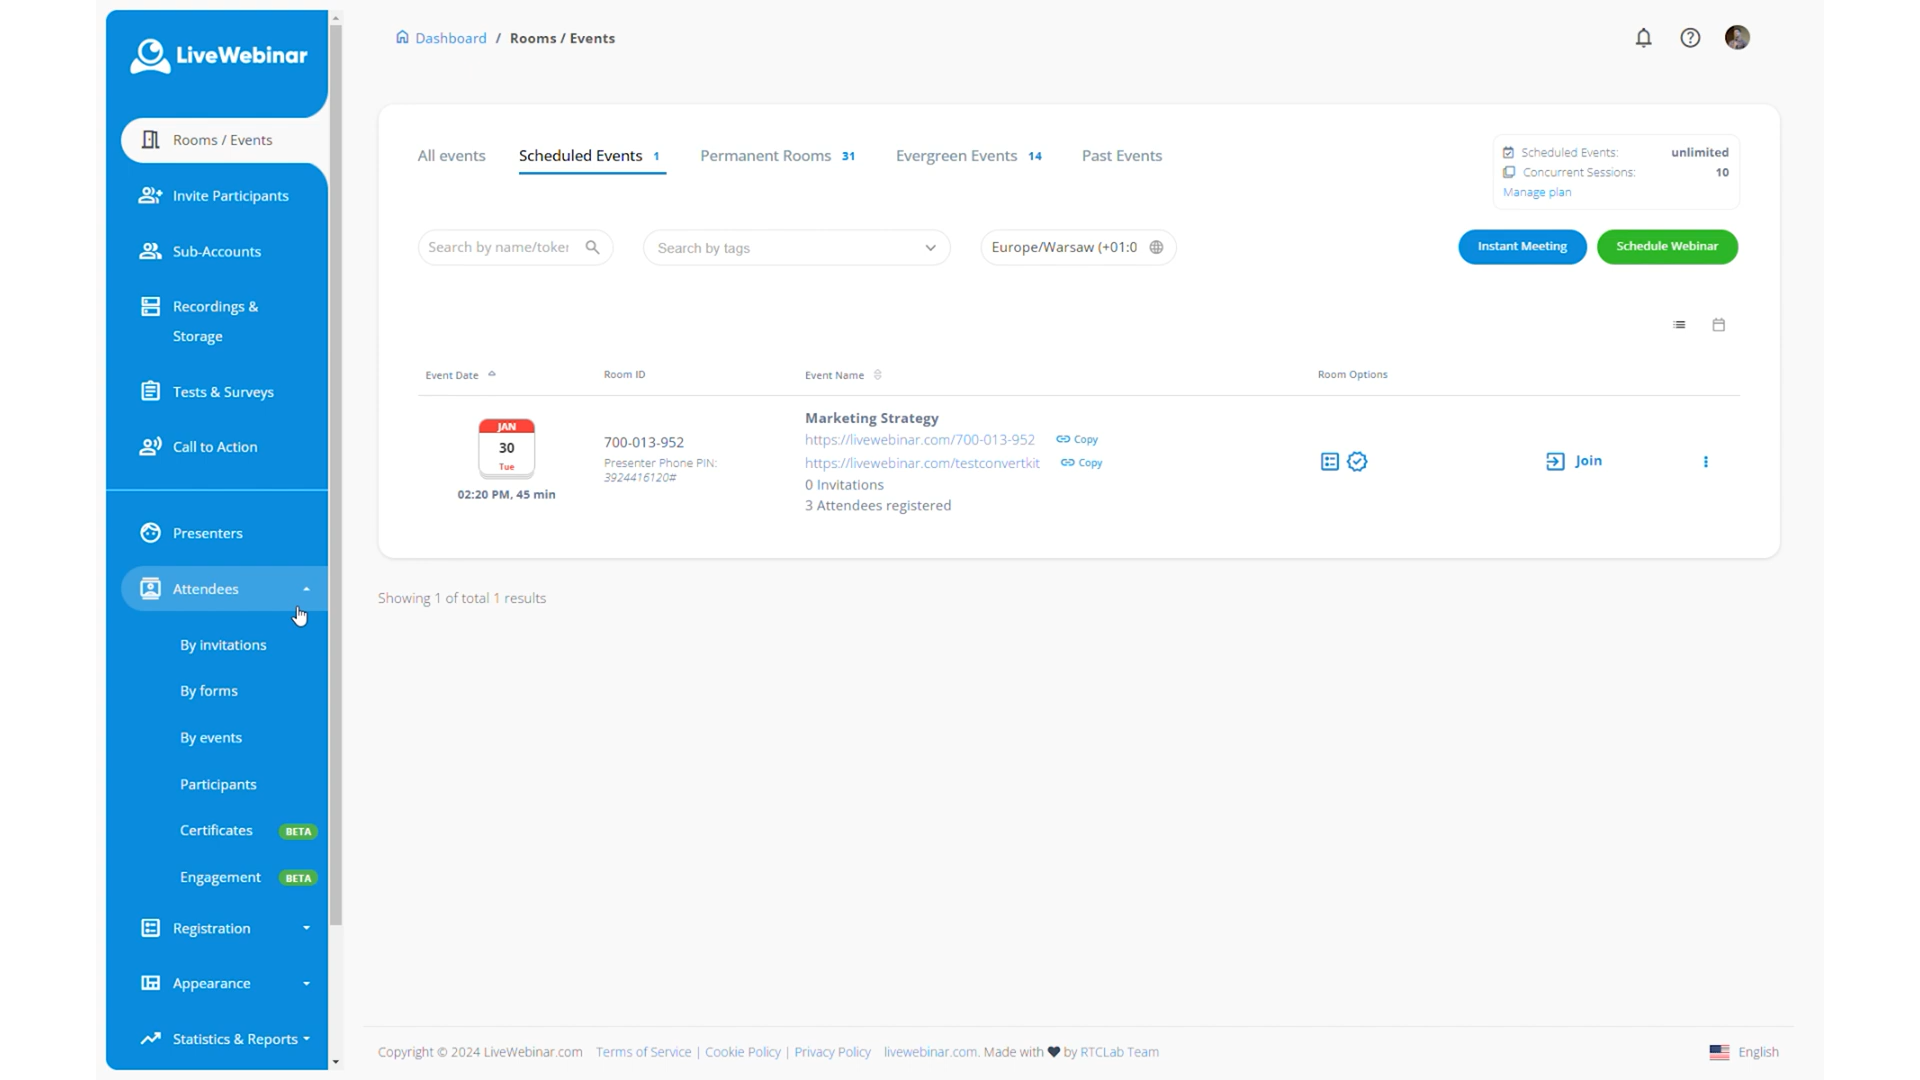 LiveWebinar
Rooms / Events
Invite Participants
Sub-Accounts
Recordings &
Storage
Tests & Surveys
Call to Action
Presenters
Attendees
By invitations
By forms
By events
Participants
Certificates BETA
Engagement BETA
Registration
Appearance
Statistics & Reports
Dashboard / Rooms / Events
All events Scheduled Events 1 Permanent Rooms 31 Evergreen Events 14 Past Events
Scheduled Events: unlimited
Concurrent Sessions: 10
Manage plan
Search by name/token Search by tags Europe/Warsaw (+01:0 Instant Meeting Schedule Webinar
Event Date Room ID Event Name Room Options
JAN
30
Tue
02:20 PM, 45 min
700-013-952
Presenter Phone PIN:
3924416120#
Marketing Strategy
https://livewebinar.com/700-013-952 Copy
https://livewebinar.com/testconvertkit Copy
0 Invitations
3 Attendees registered
Join
Showing 1 of total 1 results
Copyright © 2024 LiveWebinar.com Terms of Service | Cookie Policy | Privacy Policy livewebinar.com. Made with ♥ by RTCLab Team English